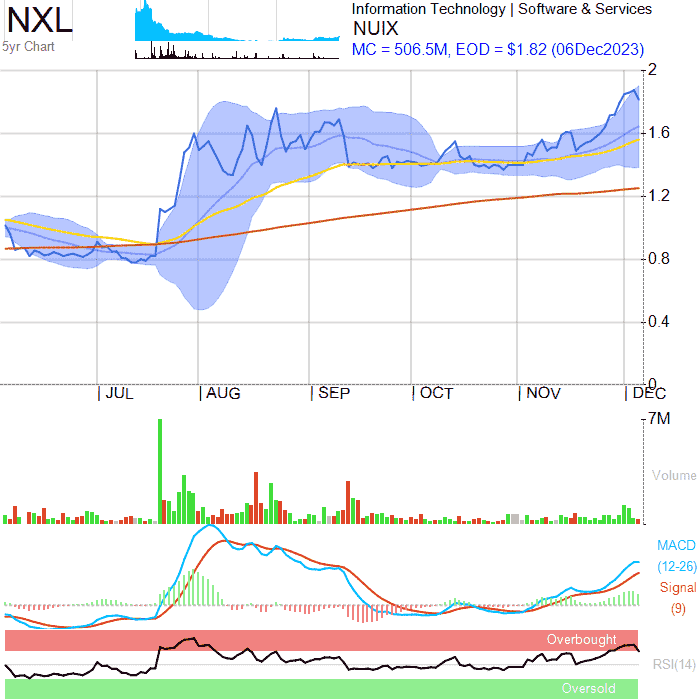 NXL
5yr Chart
Information Technology | Software & Services
NUIX
MC = 506.5M, EOD = $1.82 (06Dec2023)
2
1.6
1.2
0.8
0.4
0
| JUL
| AUG
| SEP
| OCT
| NOV
| DEC
7M
Volume
MACD
(12-26)
Signal
(9)
Overbought
RSI(14)
Oversold